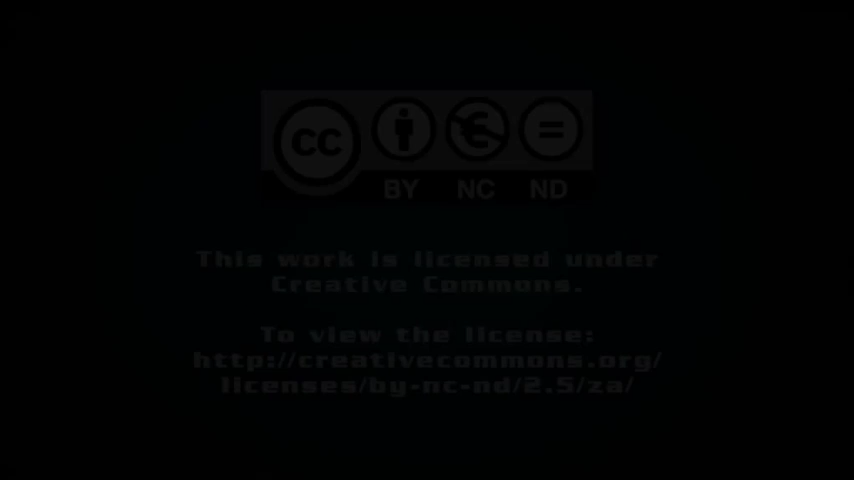 cc
BY NC ND
This work is licensed under
Creative Commons.
To view the license:
http://creativecommons.org/
licenses/by-nc-nd/2.5/za/